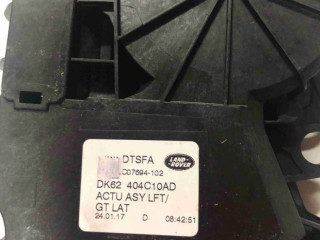 DTSFA
LAND-
ROVER
C07694-102
DK62 404C10AD
ACTU ASY LFT/
GT LAT
24.01.17 D 08:42:51